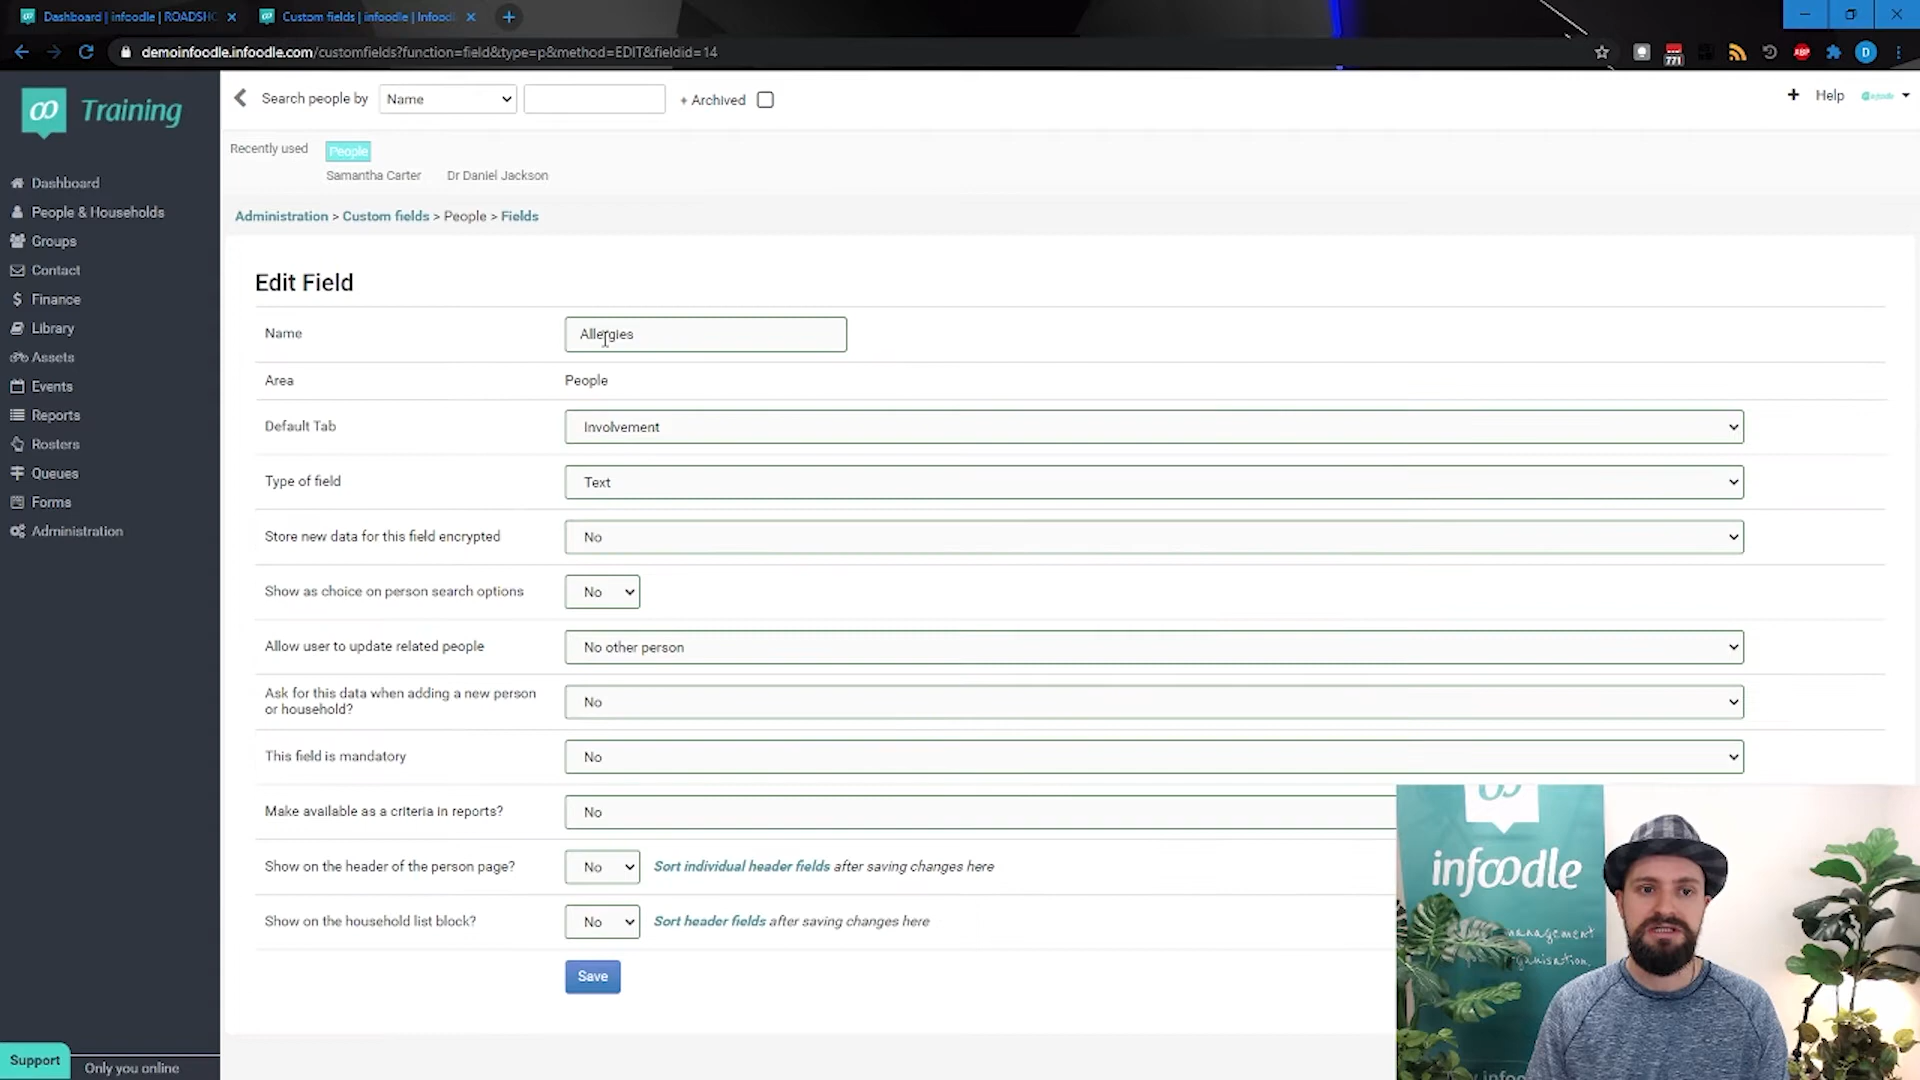 Dashboard | infoodle | ROADSHO
Custom fields | infoodle | Infoodl
demoinfoodle.infoodle.com/customfields?function=field&type=p&method=EDIT&fieldid=14
771
ABP
D
Training
Search people by
Name
+ Archived
Help
infoodle
Recently used
People
Samantha Carter
Dr Daniel Jackson
Administration > Custom fields > People > Fields
Dashboard
People & Households
Groups
Contact
Finance
Library
Assets
Events
Reports
Rosters
Queues
Forms
Administration
Edit Field
Name
Allergies
Area
People
Default Tab
Involvement
Type of field
Text
Store new data for this field encrypted
No
Show as choice on person search options
No
Allow user to update related people
No other person
Ask for this data when adding a new person
or household?
No
This field is mandatory
No
Make available as a criteria in reports?
No
Show on the header of the person page?
No
Sort individual header fields after saving changes here
Show on the household list block?
No
Sort header fields after saving changes here
Save
infoodle
management
Support
Only you online